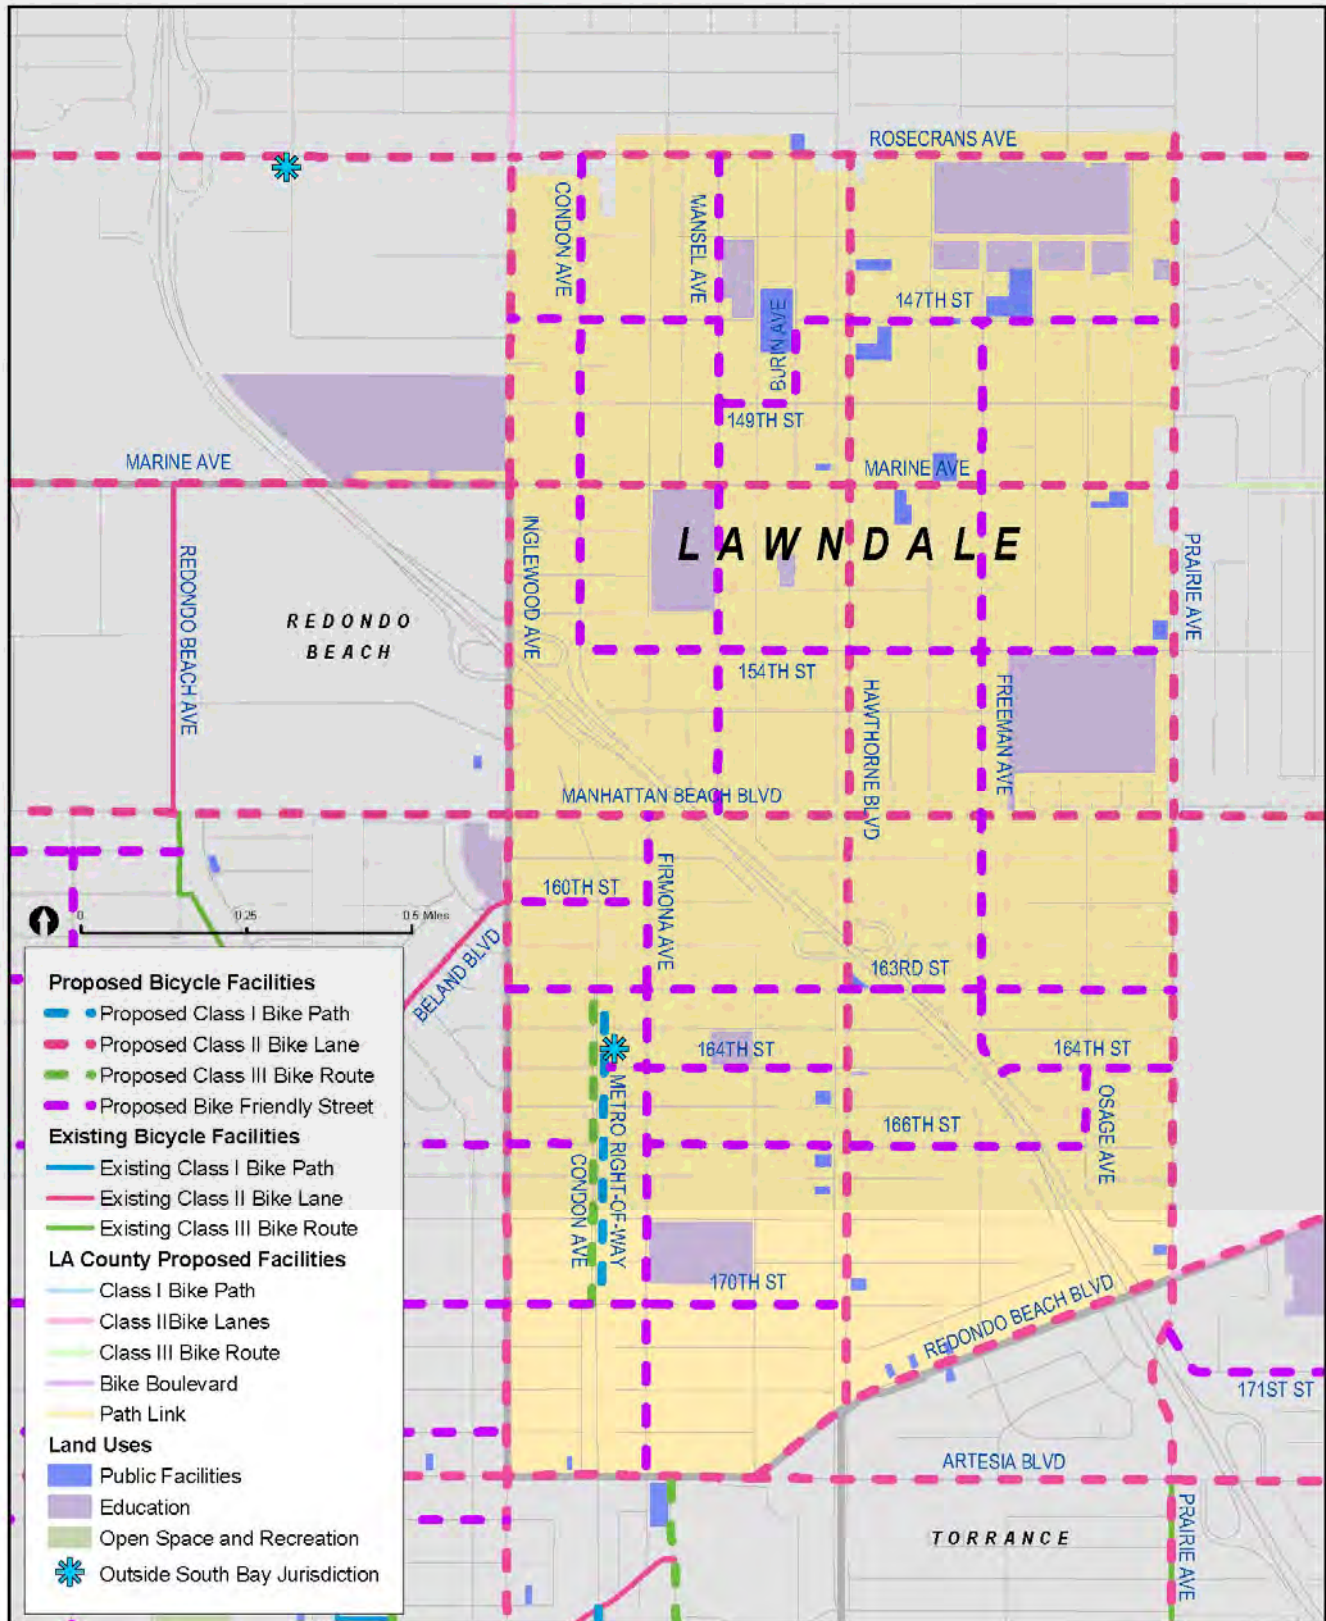 ROSECRANS AVE
CONDON AVE
MANSEL AVE
147TH ST
BURIN AVE
149TH ST
MARINE AVE
MARINE AVE
LAWNDALE
INGLEWOOD AVE
PRAIRIE AVE
REDONDO BEACH AVE
REDONDO
BEACH
154TH ST
HAWTHORNE BLVD
FREEMAN AVE
MANHATTAN BEACH BLVD
FIRMONA AVE
160TH ST
0 0.25 0.5 Miles
BELAND BLVD
163RD ST
164TH ST
164TH ST
METRO RIGHT-OF-WAY
OSAGE AVE
166TH ST
CONDON AVE
170TH ST
REDONDO BEACH BLVD
171ST ST
ARTESIA BLVD
PRAIRIE AVE
TORRANCE
Proposed Bicycle Facilities
Proposed Class I Bike Path
Proposed Class II Bike Lane
Proposed Class III Bike Route
Proposed Bike Friendly Street
Existing Bicycle Facilities
Existing Class I Bike Path
Existing Class II Bike Lane
Existing Class III Bike Route
LA County Proposed Facilities
Class I Bike Path
Class IIBike Lanes
Class III Bike Route
Bike Boulevard
Path Link
Land Uses
Public Facilities
Education
Open Space and Recreation
Outside South Bay Jurisdiction